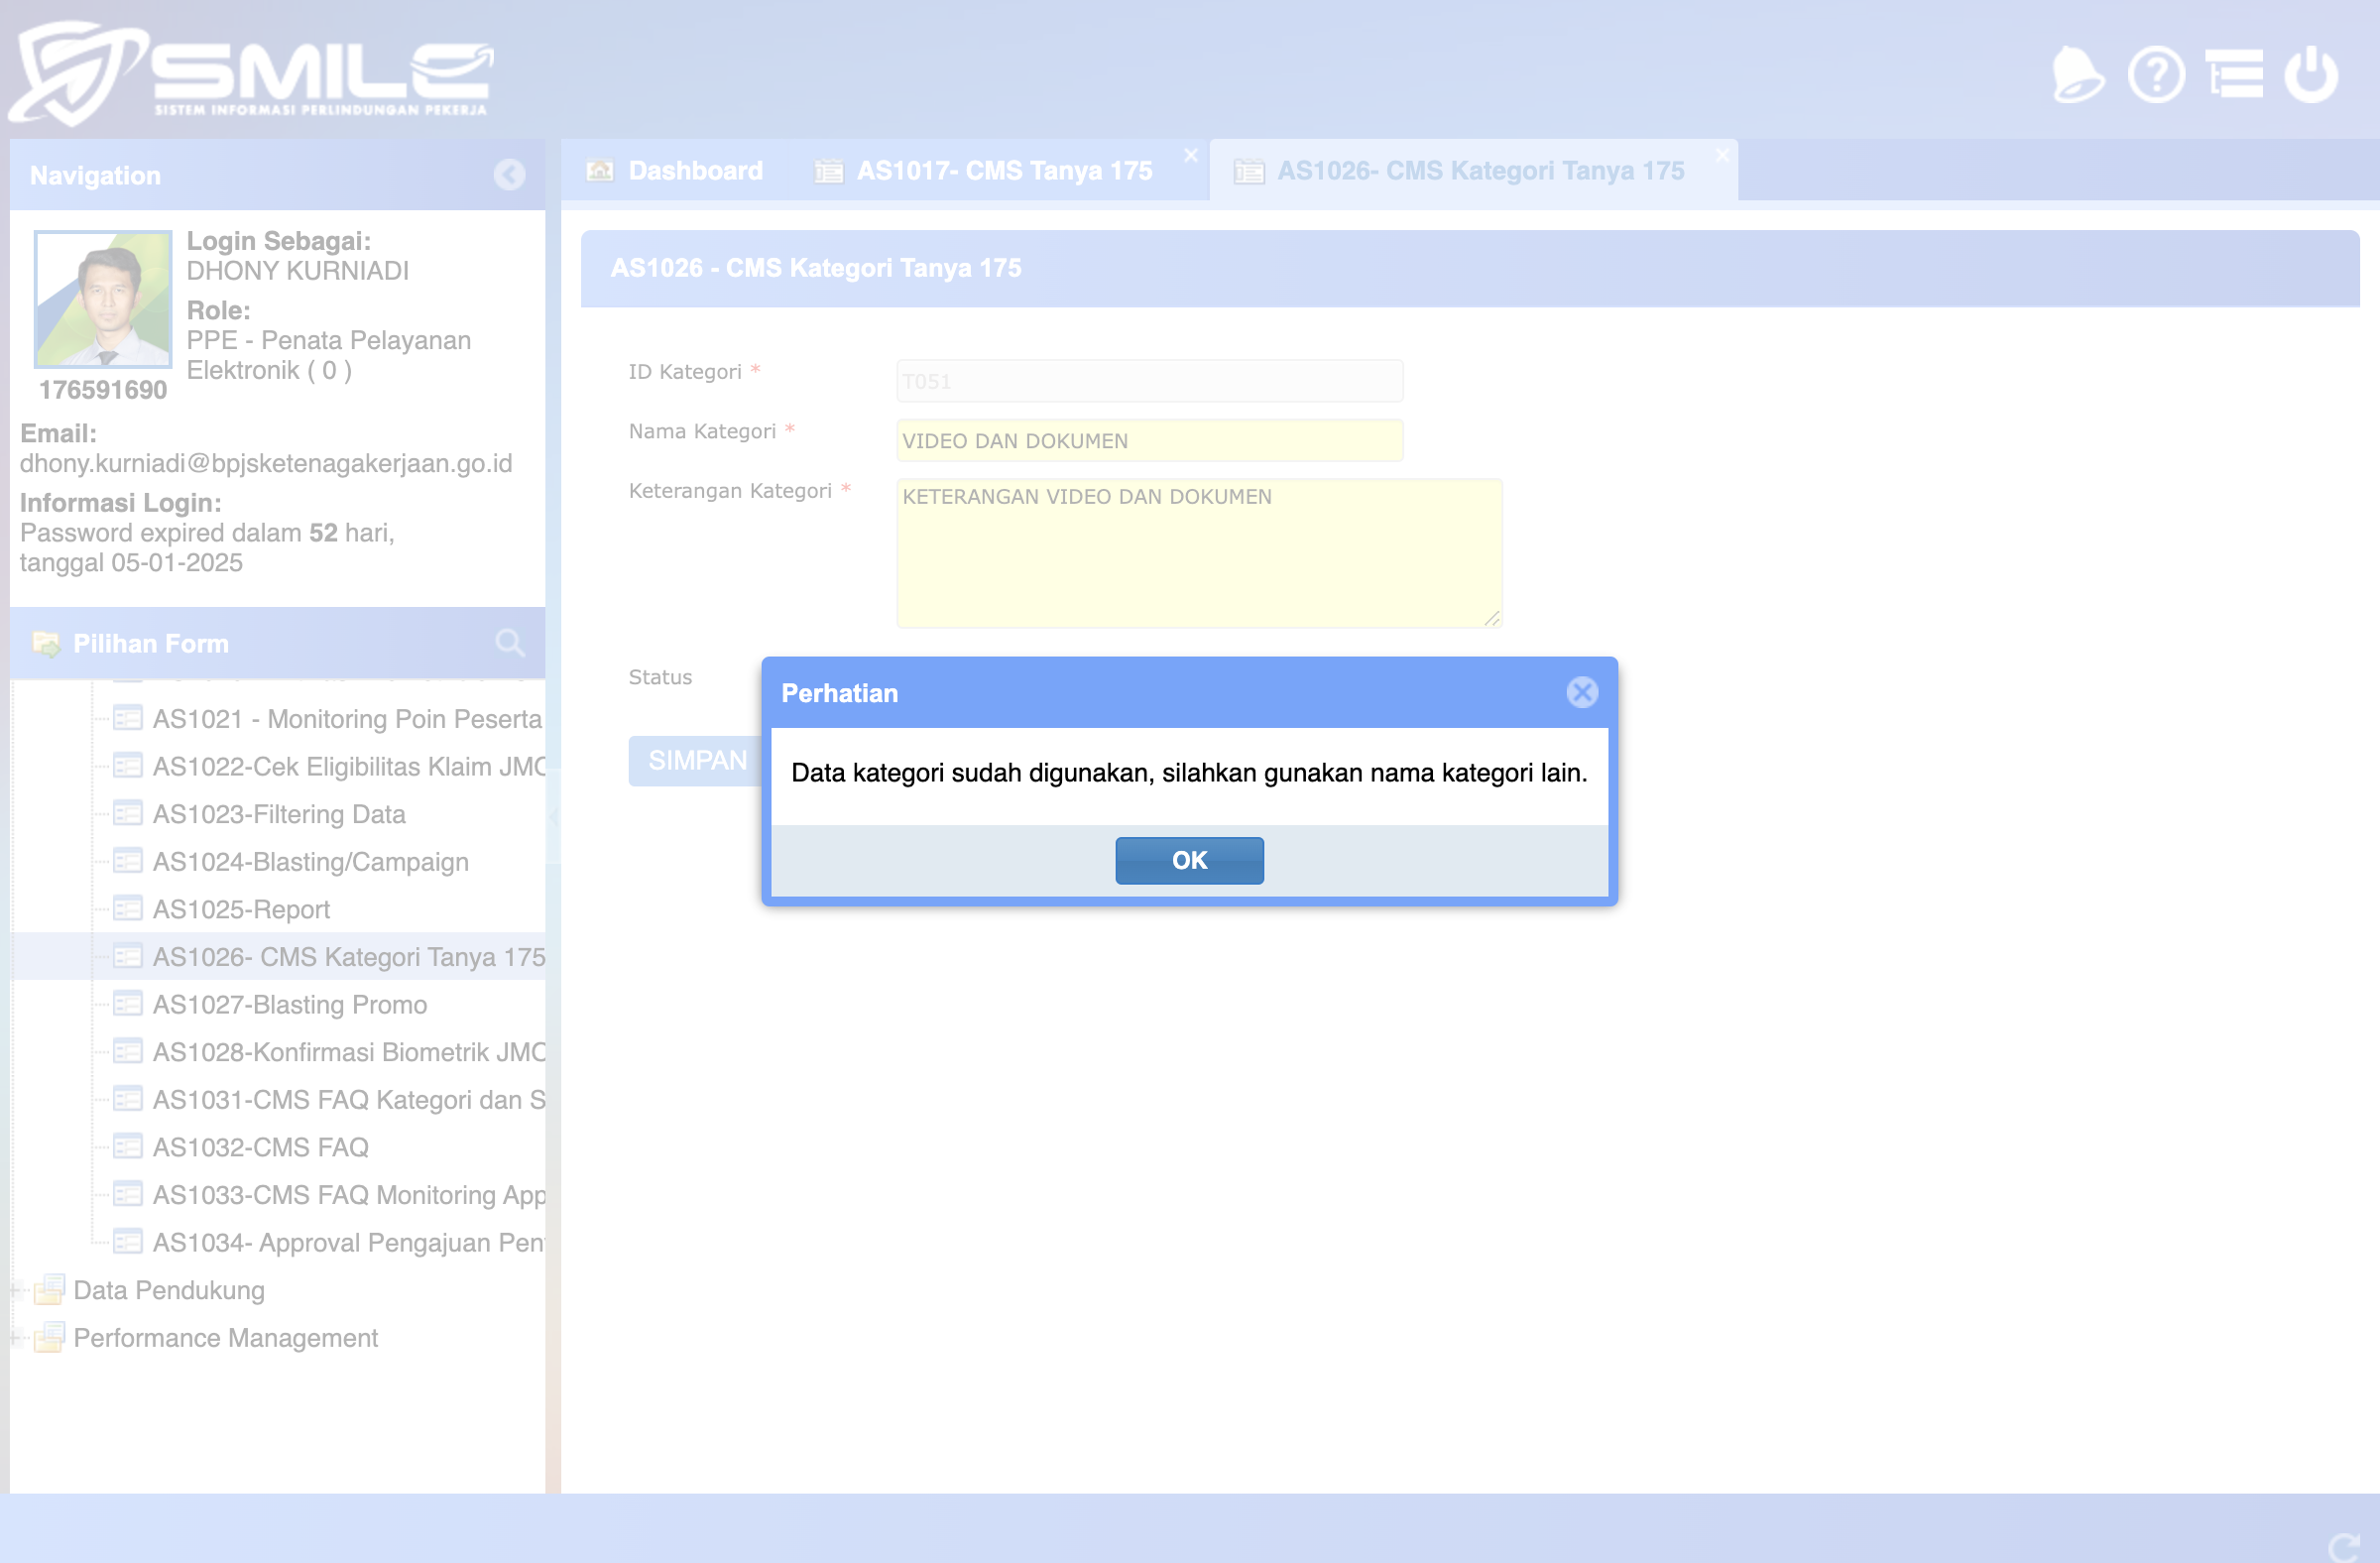 SMILE
SISTEM INFORMASI PERLINDUNGAN PEKERJA
Navigation
Login Sebagai:
DHONY KURNIADI
Role:
PPE - Penata Pelayanan
Elektronik ( 0 )
176591690
Email:
dhony.kurniadi@bpjsketenagakerjaan.go.id
Informasi Login:
Password expired dalam 52 hari,
tanggal 05-01-2025
Pilihan Form
AS1021 - Monitoring Poin Peserta
AS1022-Cek Eligibilitas Klaim JMO
AS1023-Filtering Data
AS1024-Blasting/Campaign
AS1025-Report
AS1026- CMS Kategori Tanya 175
AS1027-Blasting Promo
AS1028-Konfirmasi Biometrik JMO
AS1031-CMS FAQ Kategori dan S
AS1032-CMS FAQ
AS1033-CMS FAQ Monitoring App
AS1034- Approval Pengajuan
Data Pendukung
Performance Management
Dashboard
AS1017- CMS Tanya 175
AS1026- CMS Kategori Tanya 175
AS1026 - CMS Kategori Tanya 175
ID Kategori *
T051
Nama Kategori *
VIDEO DAN DOKUMEN
Keterangan Kategori *
KETERANGAN VIDEO DAN DOKUMEN
Status
SIMPAN
Perhatian
Data kategori sudah digunakan, silahkan gunakan nama kategori lain.
OK